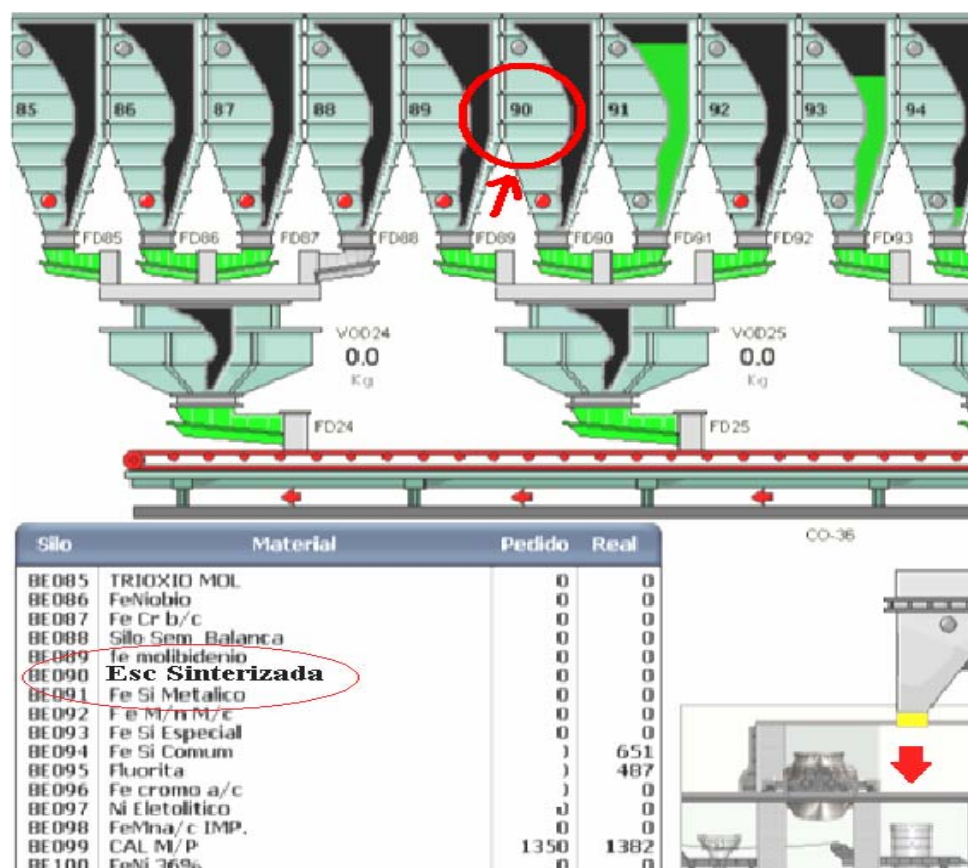 85 86 87 88 89 90 91 92 93 94
FD85 FD86 FD87 FD88 FD89 FD90 FD91 FD92 FD93
VOD24 VOD25
0.0 0.0
Kg Kg
FD24 FD25
CO-36
Silo Material Pedido Real
BE085 TRIOXIO MOL 0 0
BE086 FeNiobio 0 0
BE087 Fe Cr b/c 0 0
BE088 Silo Sem Balanca 0 0
BE089 fe molibidenio 0 0
BE090 Esc Sinterizada 0 0
BE091 Fe Si Metalico 0 0
BE092 Fe M/n M/c 0 0
BE093 Fe Si Especial 0 0
BE094 Fe Si Comum 651
BE095 Fluorita 487
BE096 Fe cromo a/c 0
BE097 Ni Eletolitico 0
BE098 FeMna/c IMP. 0 0
BE099 CAL M/P 1350 1382
BE100 FeNi 36% 0 0